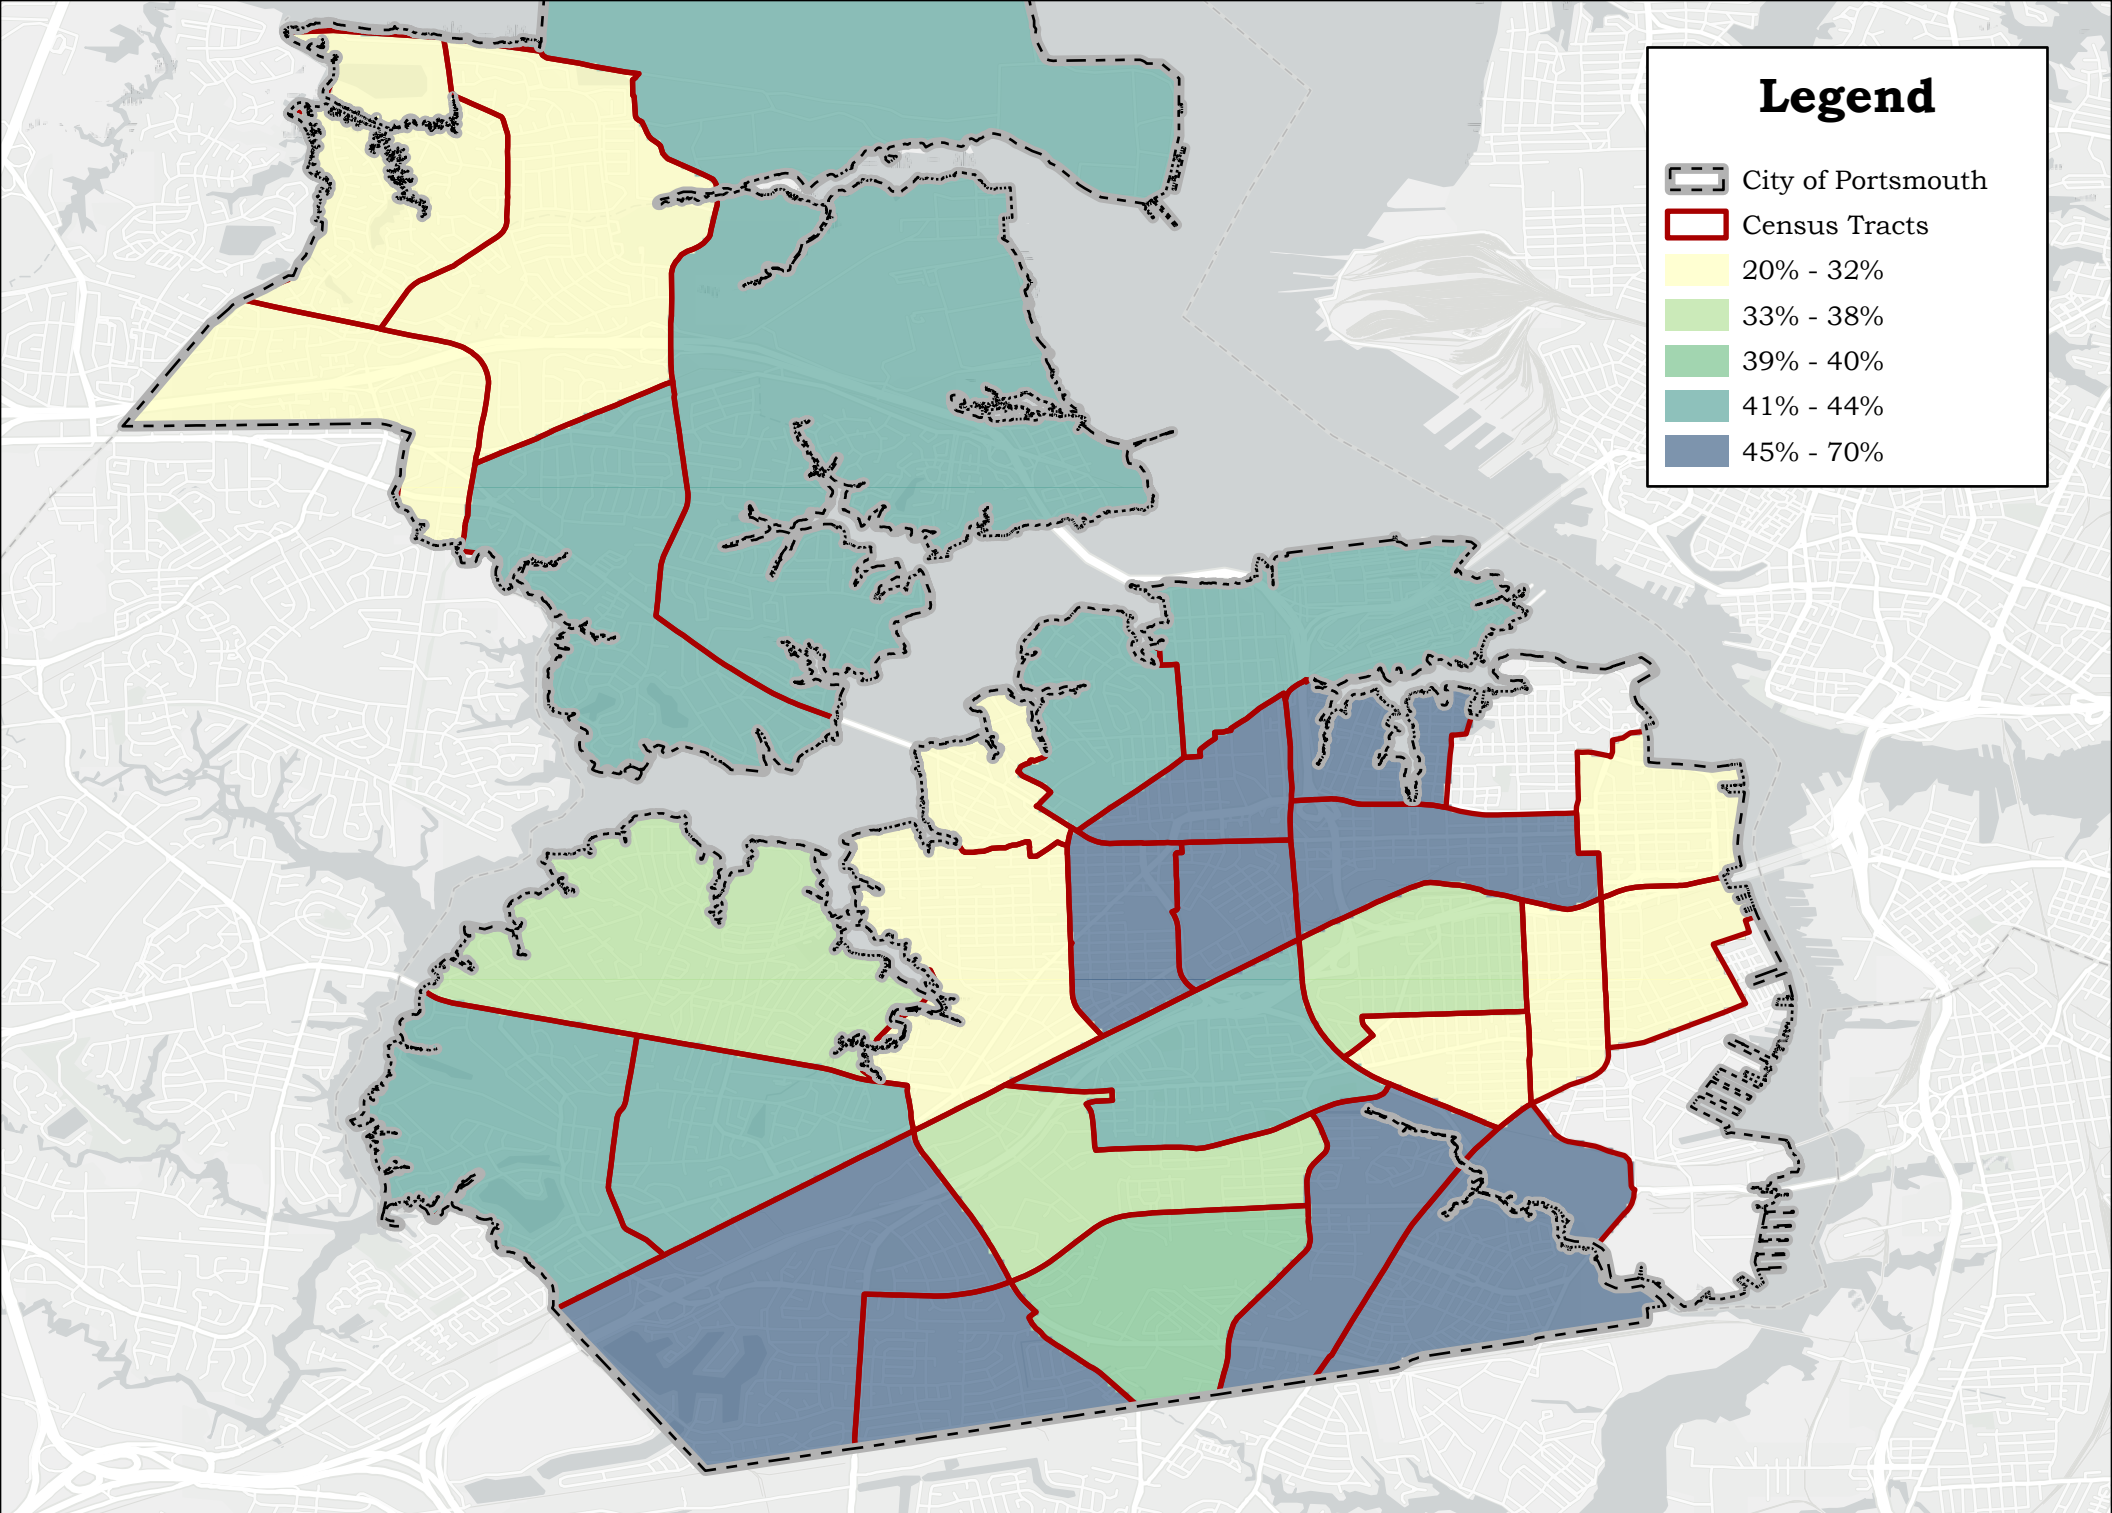 Legend
City of Portsmouth
Census Tracts
20% - 32%
33% - 38%
39% - 40%
41% - 44%
45% - 70%